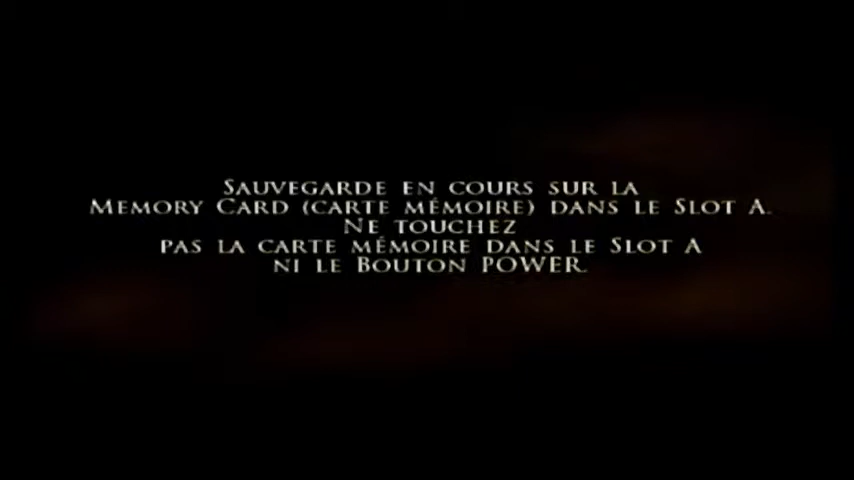 Sauvegarde en cours sur la
Memory Card (carte mémoire) dans le Slot A.
Ne touchez
pas la carte mémoire dans le Slot A
ni le Bouton POWER.